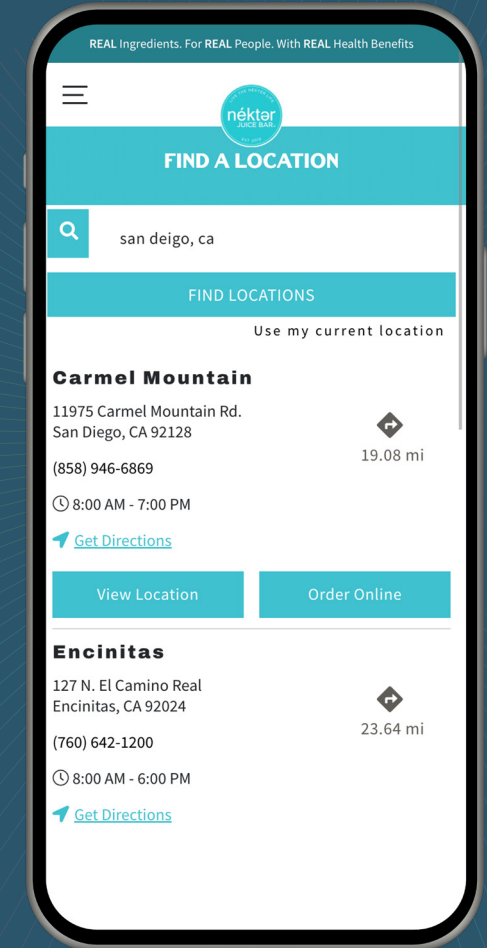 REAL Ingredients. For REAL People. With REAL Health Benefits
néktər
JUICE BAR.
FIND A LOCATION
san deigo, ca
FIND LOCATIONS
Use my current location
Carmel Mountain
11975 Carmel Mountain Rd.
San Diego, CA 92128
19.08 mi
(858) 946-6869
8:00 AM - 7:00 PM
Get Directions
View Location
Order Online
Encinitas
127 N. El Camino Real
Encinitas, CA 92024
23.64 mi
(760) 642-1200
8:00 AM - 6:00 PM
Get Directions